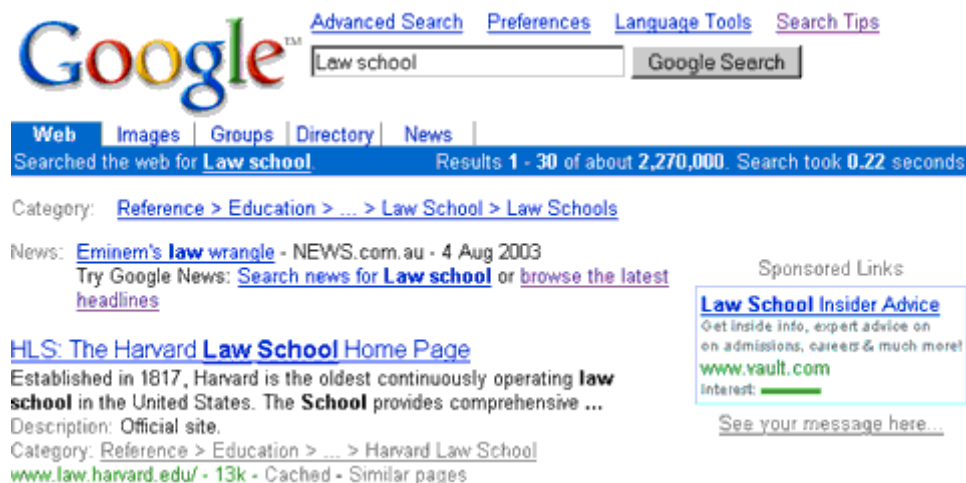 Google™
Advanced Search Preferences Language Tools Search Tips
Law school Google Search
Web Images Groups Directory News
Searched the web for Law school. Results 1 - 30 of about 2,270,000. Search took 0.22 seconds
Category: Reference > Education > ... > Law School > Law Schools
News: Eminem's law wrangle - NEWS.com.au - 4 Aug 2003
Try Google News: Search news for Law school or browse the latest
headlines
Sponsored Links
Law School Insider Advice
Get inside info, expert advice on
on admissions, careers & much more!
www.vault.com
Interest:
See your message here...
HLS: The Harvard Law School Home Page
Established in 1817, Harvard is the oldest continuously operating law
school in the United States. The School provides comprehensive ...
Description: Official site.
Category: Reference > Education > ... > Harvard Law School
www.law.harvard.edu/ - 13k - Cached - Similar pages